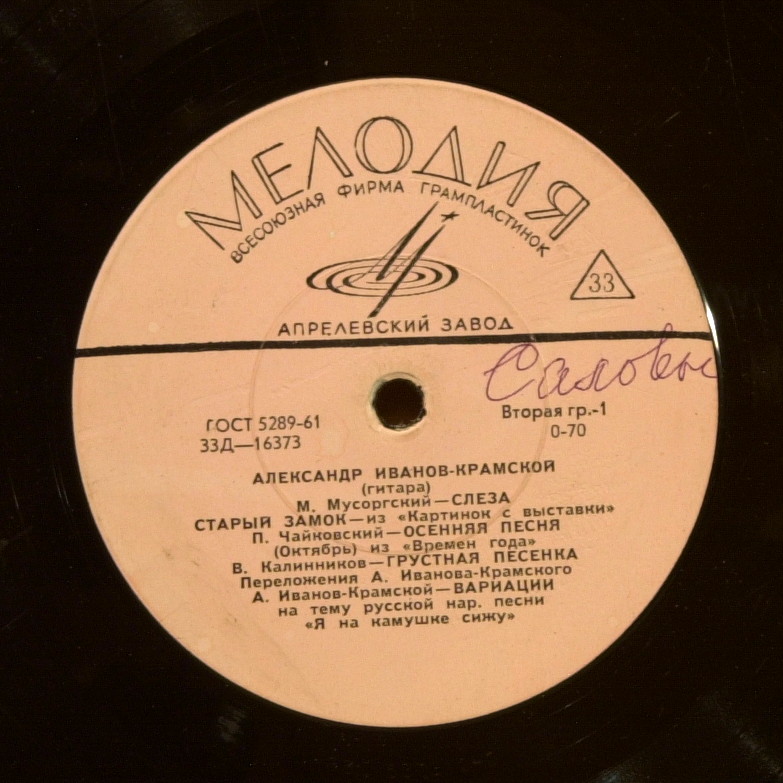 МЕЛОДИЯ
ВСЕСОЮЗНАЯ ФИРМА ГРАМПЛАСТИНОК
33
АПРЕЛЕВСКИЙ ЗАВОД
ГОСТ 5289-61
33Д—16373
Вторая гр.-1
0-70
АЛЕКСАНДР ИВАНОВ-КРАМСКОЙ
(гитара)
М. Мусоргский—СЛЕЗА
СТАРЫЙ ЗАМОК—из «Картинок с выставки»
П. Чайковский—ОСЕННЯЯ ПЕСНЯ
(Октябрь) из «Времен года»
В. Калинников—ГРУСТНАЯ ПЕСЕНКА
Переложения А. Иванова-Крамского
А. Иванов-Крамской—ВАРИАЦИИ
на тему русской нар. песни
«Я на камушке сижу»